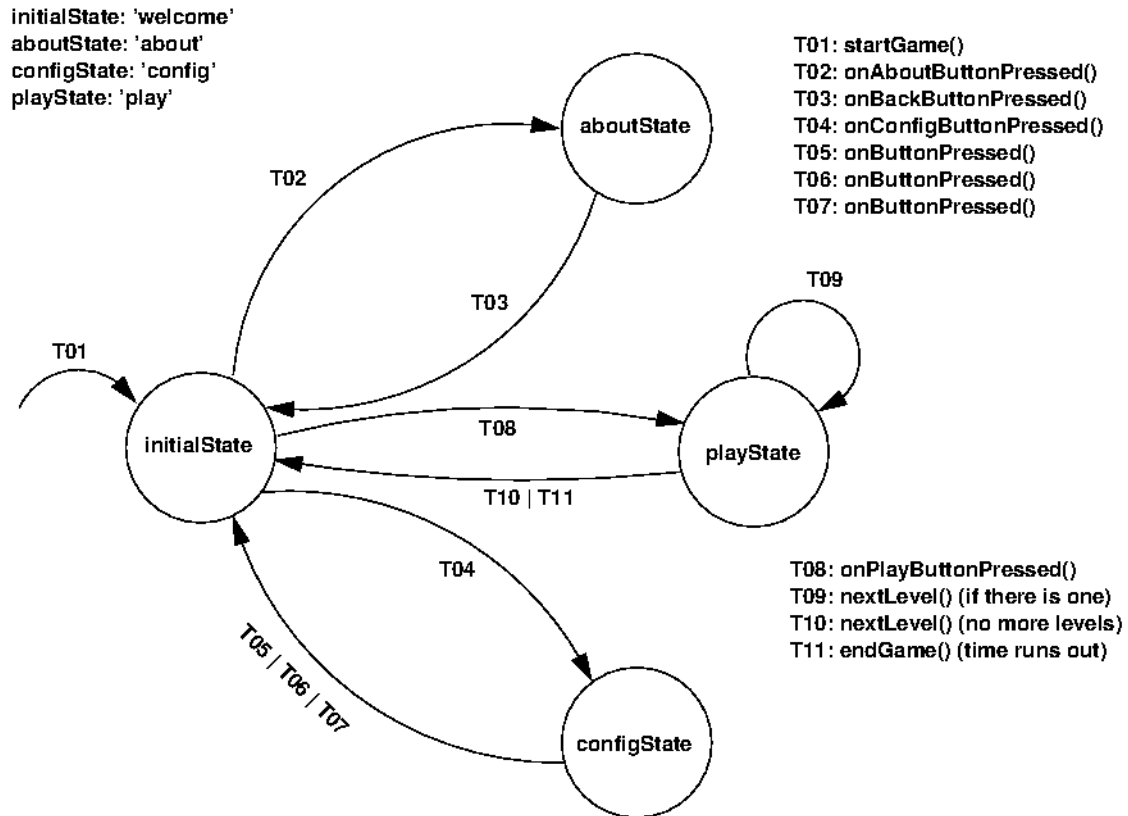 initialState: 'welcome'
aboutState: 'about'
configState: 'config'
playState: 'play'
T01: startGame()
T02: onAboutButtonPressed()
T03: onBackButtonPressed()
T04: onConfigButtonPressed()
T05: onButtonPressed()
T06: onButtonPressed()
T07: onButtonPressed()
aboutState
T02
T03
T09
T01
initialState
T08
playState
T10 | T11
T04
T05 | T06 | T07
configState
T08: onPlayButtonPressed()
T09: nextLevel() (if there is one)
T10: nextLevel() (no more levels)
T11: endGame() (time runs out)